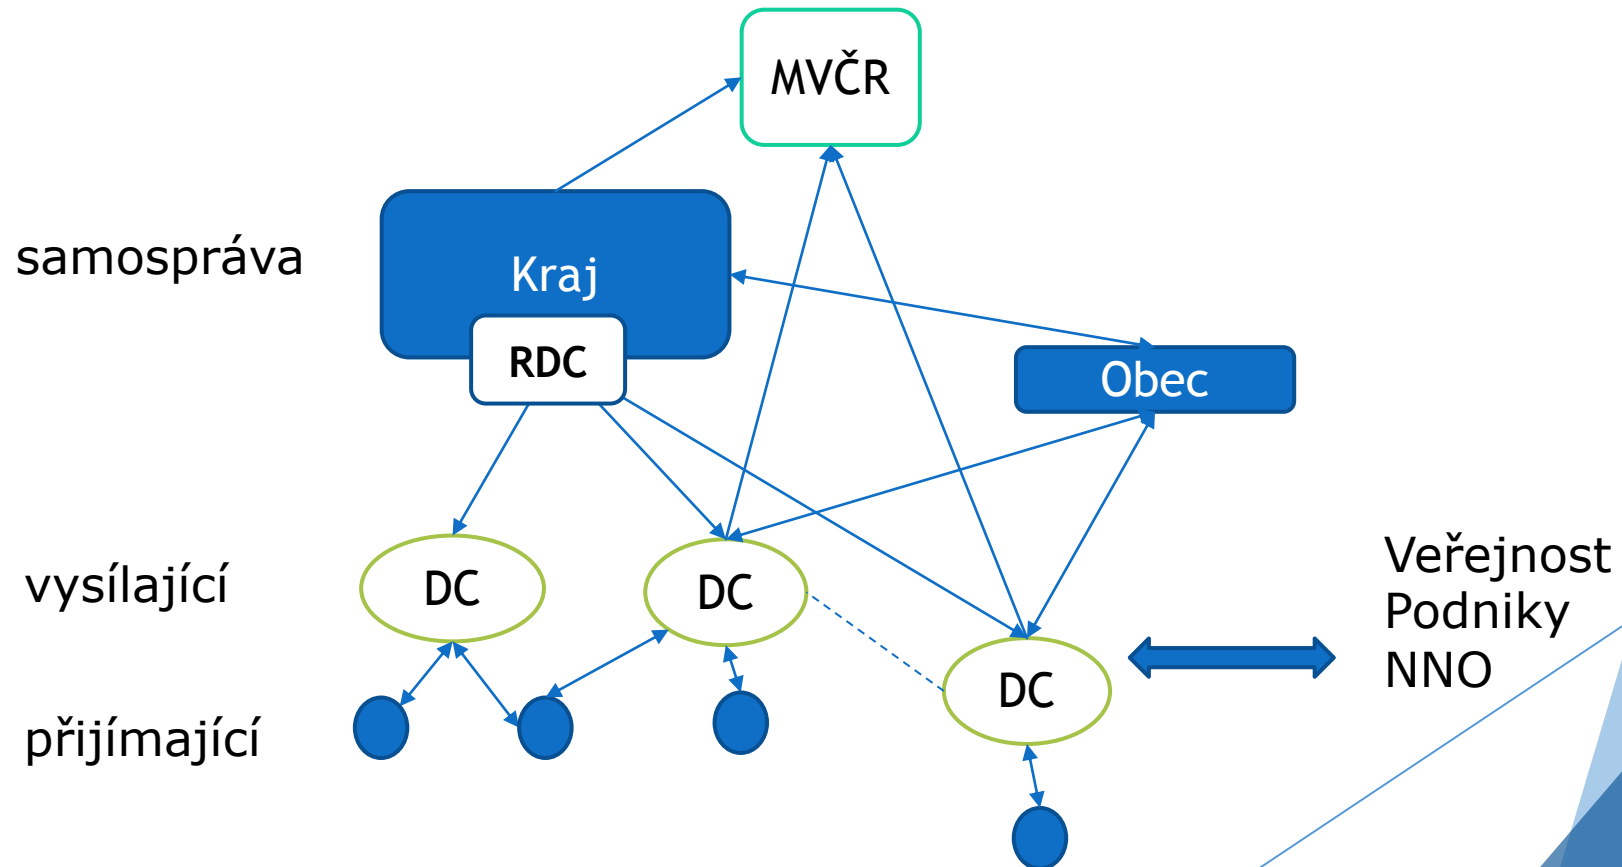 MVČR
samospráva
Kraj
RDC
Obec
vysílající
DC
DC
DC
Veřejnost
Podniky
NNO
přijímající